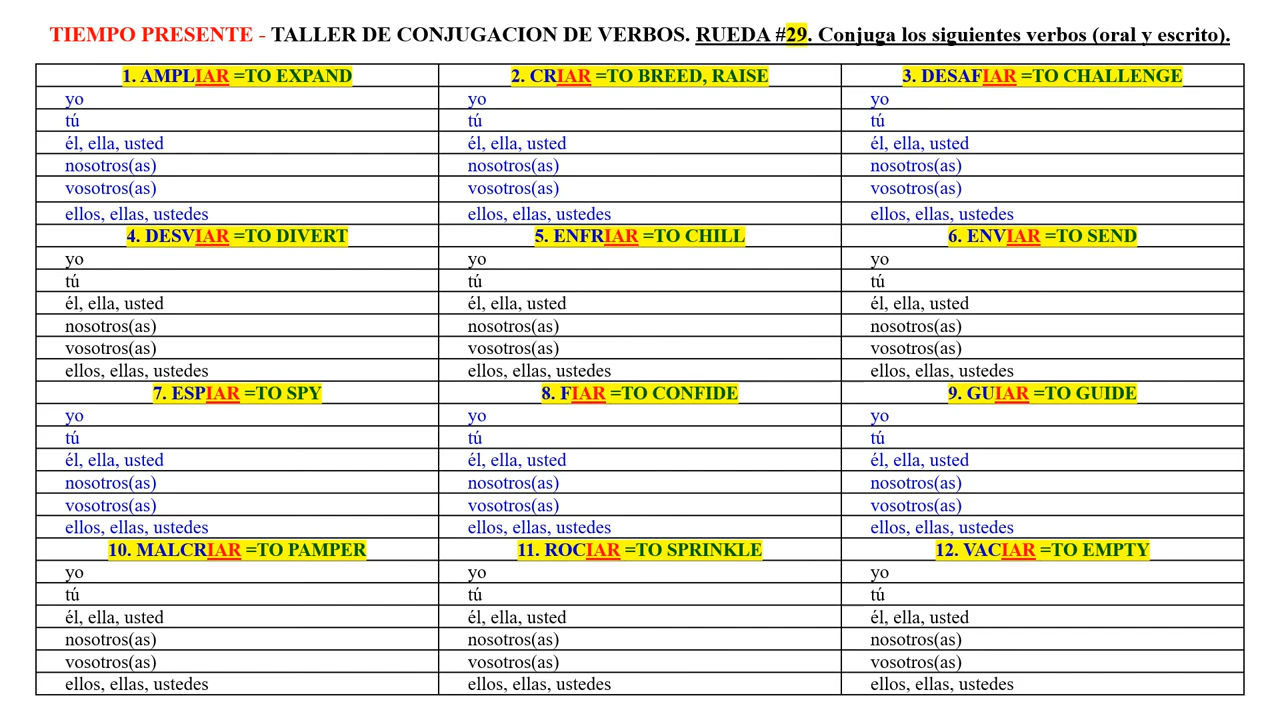 TIEMPO PRESENTE - TALLER DE CONJUGACION DE VERBOS. RUEDA #29. Conjuga los siguientes verbos (oral y escrito).
1. AMPLIAR =TO EXPAND 2. CRIAR =TO BREED, RAISE 3. DESAFIAR =TO CHALLENGE
yo yo yo
tú tú tú
él, ella, usted él, ella, usted él, ella, usted
nosotros(as) nosotros(as) nosotros(as)
vosotros(as) vosotros(as) vosotros(as)
ellos, ellas, ustedes ellos, ellas, ustedes ellos, ellas, ustedes
4. DESVIAR =TO DIVERT 5. ENFRIAR =TO CHILL 6. ENVIAR =TO SEND
yo yo yo
tú tú tú
él, ella, usted él, ella, usted él, ella, usted
nosotros(as) nosotros(as) nosotros(as)
vosotros(as) vosotros(as) vosotros(as)
ellos, ellas, ustedes ellos, ellas, ustedes ellos, ellas, ustedes
7. ESPIAR =TO SPY 8. FIAR =TO CONFIDE 9. GUIAR =TO GUIDE
yo yo yo
tú tú tú
él, ella, usted él, ella, usted él, ella, usted
nosotros(as) nosotros(as) nosotros(as)
vosotros(as) vosotros(as) vosotros(as)
ellos, ellas, ustedes ellos, ellas, ustedes ellos, ellas, ustedes
10. MALCRIAR =TO PAMPER 11. ROCIAR =TO SPRINKLE 12. VACIAR =TO EMPTY
yo yo yo
tú tú tú
él, ella, usted él, ella, usted él, ella, usted
nosotros(as) nosotros(as) nosotros(as)
vosotros(as) vosotros(as) vosotros(as)
ellos, ellas, ustedes ellos, ellas, ustedes ellos, ellas, ustedes